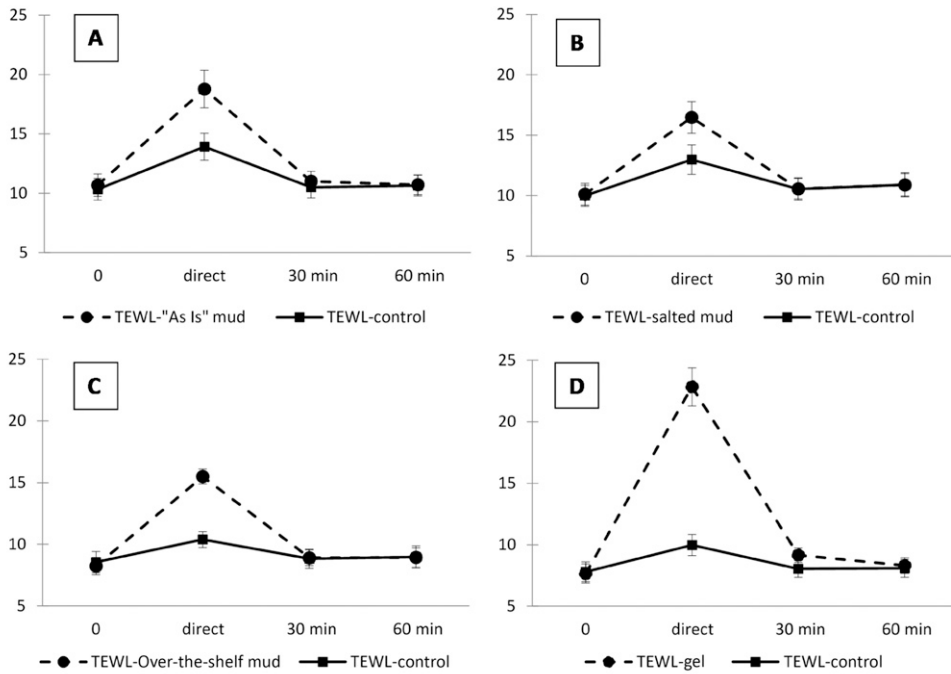 A
25
20
15
10
5
0 direct 30 min 60 min
TEWL-"As Is" mud TEWL-control
B
25
20
15
10
5
0 direct 30 min 60 min
TEWL-salted mud TEWL-control
C
25
20
15
10
5
0 direct 30 min 60 min
TEWL-Over-the-shelf mud TEWL-control
D
25
20
15
10
5
0 direct 30 min 60 min
TEWL-gel TEWL-control